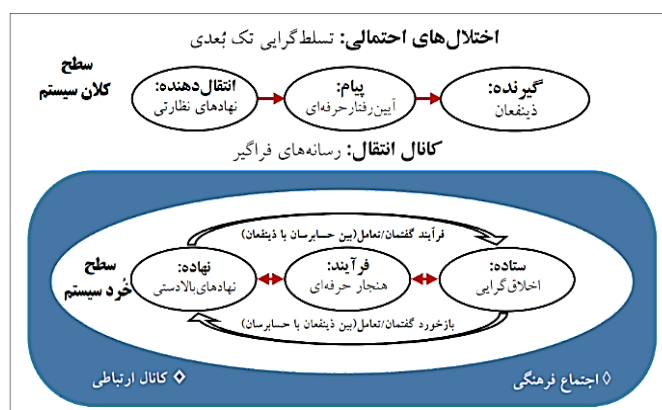 اختلال‌های احتمالی: تسلط‌گرایی تک بُعدی
سطح
کلان سیستم
گیرنده:
ذینفعان
پیام:
آیین‌رفتار حرفه‌ای
انتقال‌دهنده:
نهادهای نظارتی
کانال انتقال: رسانه‌های فراگیر
فرآیند گفتمان/تعامل(بین حسابرسان با ذینفعان)
سطح
خُرد سیستم
ستاده:
اخلاق‌گرایی
فرآیند:
هنجار حرفه‌ای
نهاده:
نهادهای‌بالادستی
بازخورد گفتمان/تعامل(بین ذینفعان با حسابرسان)
◊ اجتماع فرهنگی
❖ کانال ارتباطی